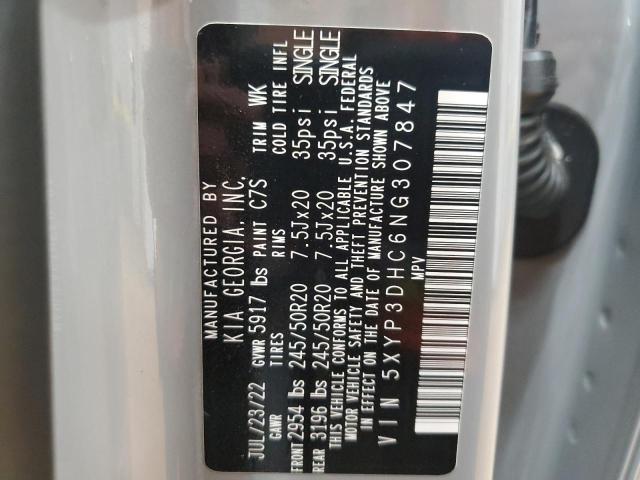 MANUFACTURED BY
KIA GEORGIA, INC.
JUL/23/22 GVWR 5917 lbs PAINT C7S TRIM WK
GAWR TIRES RIMS COLD TIRE INFL
FRONT 2954 lbs 245/50R20 7.5Jx20 35psi SINGLE
REAR 3196 lbs 245/50R20 7.5Jx20 35psi SINGLE
THIS VEHICLE CONFORMS TO ALL APPLICABLE U.S.A. FEDERAL
MOTOR VEHICLE SAFETY AND THEFT PREVENTION STANDARDS
IN EFFECT ON THE DATE OF MANUFACTURE SHOWN ABOVE
VIN 5XYP3DHC6NG307847
MPV